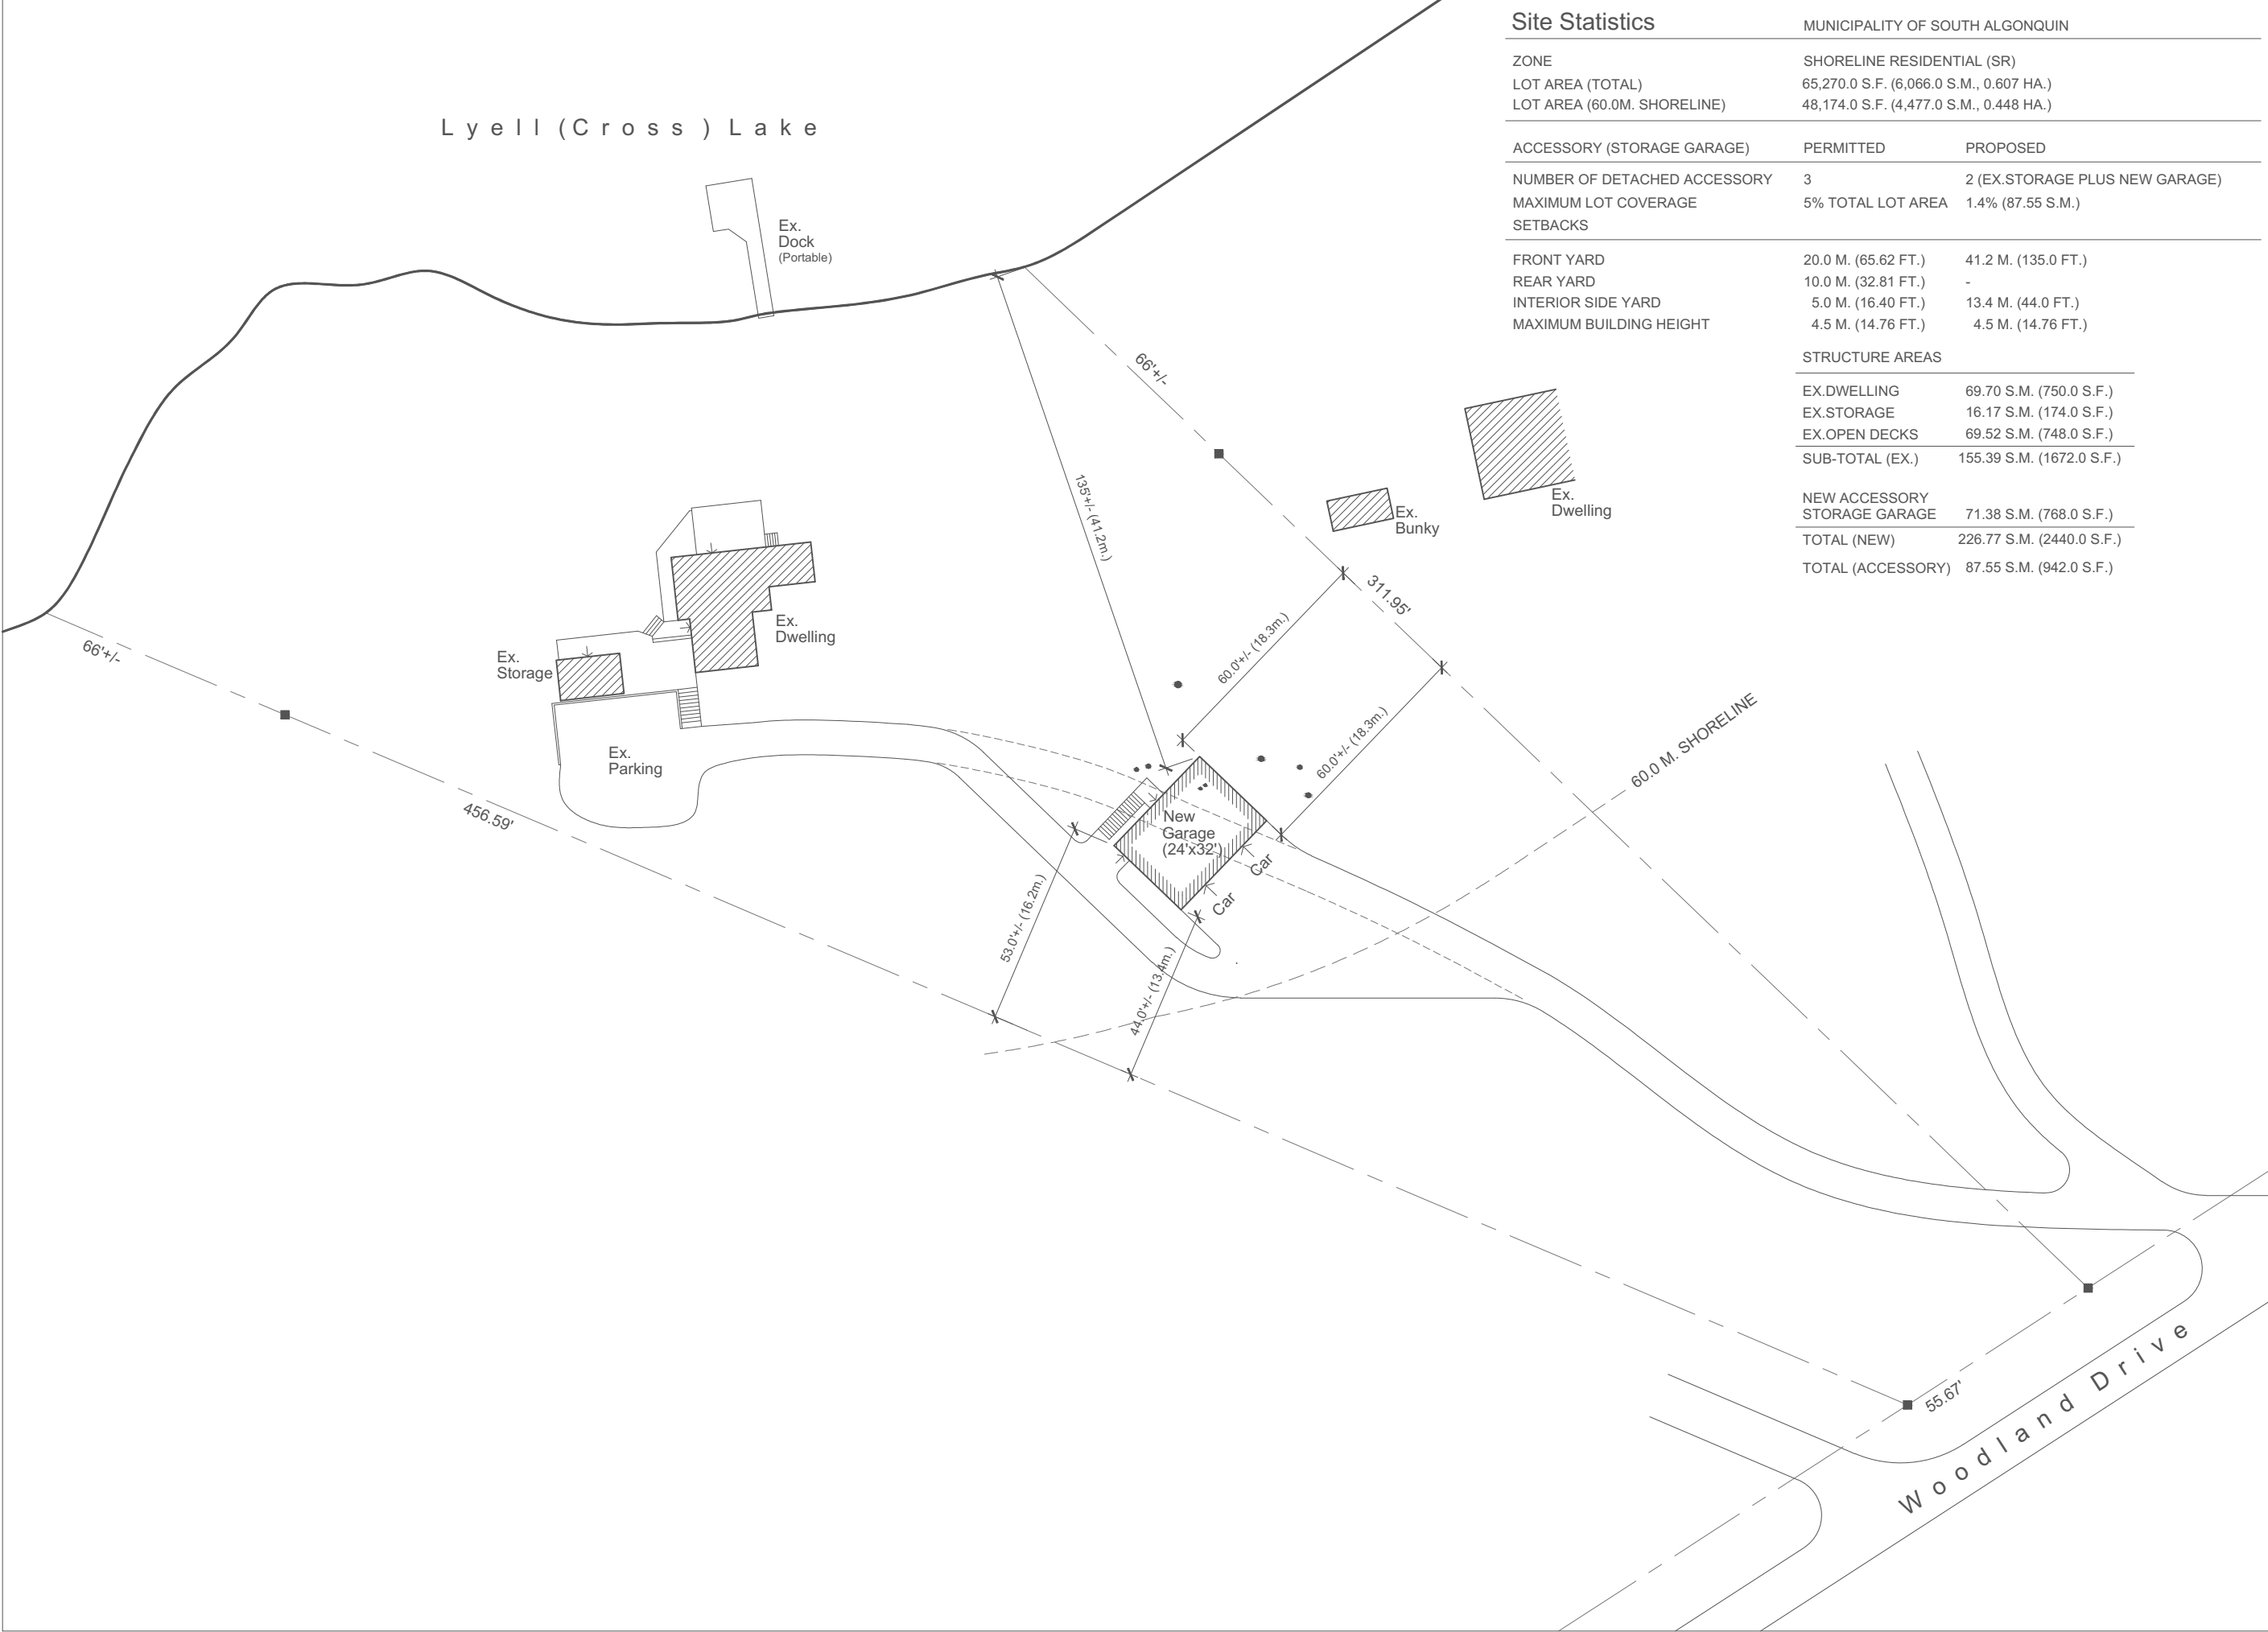 Site Statistics MUNICIPALITY OF SOUTH ALGONQUIN
ZONE SHORELINE RESIDENTIAL (SR)
LOT AREA (TOTAL) 65,270.0 S.F. (6,066.0 S.M., 0.607 HA.)
LOT AREA (60.0M. SHORELINE) 48,174.0 S.F. (4,477.0 S.M., 0.448 HA.)
ACCESSORY (STORAGE GARAGE) PERMITTED PROPOSED
NUMBER OF DETACHED ACCESSORY 3 2 (EX.STORAGE PLUS NEW GARAGE)
MAXIMUM LOT COVERAGE 5% TOTAL LOT AREA 1.4% (87.55 S.M.)
SETBACKS
FRONT YARD 20.0 M. (65.62 FT.) 41.2 M. (135.0 FT.)
REAR YARD 10.0 M. (32.81 FT.) -
INTERIOR SIDE YARD 5.0 M. (16.40 FT.) 13.4 M. (44.0 FT.)
MAXIMUM BUILDING HEIGHT 4.5 M. (14.76 FT.) 4.5 M. (14.76 FT.)
STRUCTURE AREAS
EX.DWELLING 69.70 S.M. (750.0 S.F.)
EX.STORAGE 16.17 S.M. (174.0 S.F.)
EX.OPEN DECKS 69.52 S.M. (748.0 S.F.)
SUB-TOTAL (EX.) 155.39 S.M. (1672.0 S.F.)
NEW ACCESSORY
STORAGE GARAGE 71.38 S.M. (768.0 S.F.)
TOTAL (NEW) 226.77 S.M. (2440.0 S.F.)
TOTAL (ACCESSORY) 87.55 S.M. (942.0 S.F.)
Lyell (Cross) Lake
Ex.
Dock
(Portable)
66'+/-
135'+/- (41.2m.)
Ex.
Bunky
Ex.
Dwelling
311.95'
60.0'+/- (18.3m.)
60.0'+/- (18.3m.)
Ex.
Dwelling
Ex.
Storage
66'+/-
Ex.
Parking
456.59'
60.0 M. SHORELINE
New
Garage
(24'x32')
Car
Car
53.0'+/- (16.2m.)
44.0'+/- (13.4m.)
55.67'
Woodland Drive